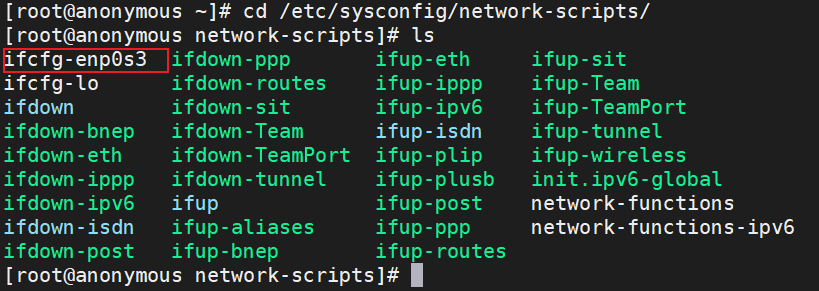 [root@anonymous ~]# cd /etc/sysconfig/network-scripts/
[root@anonymous network-scripts]# ls
ifcfg-enp0s3 ifdown-ppp ifup-eth ifup-sit
ifcfg-lo ifdown-routes ifup-ippp ifup-Team
ifdown ifdown-sit ifup-ipv6 ifup-TeamPort
ifdown-bnep ifdown-Team ifup-isdn ifup-tunnel
ifdown-eth ifdown-TeamPort ifup-plip ifup-wireless
ifdown-ippp ifdown-tunnel ifup-plusb init.ipv6-global
ifdown-ipv6 ifup ifup-post network-functions
ifdown-isdn ifup-aliases ifup-ppp network-functions-ipv6
ifdown-post ifup-bnep ifup-routes
[root@anonymous network-scripts]#